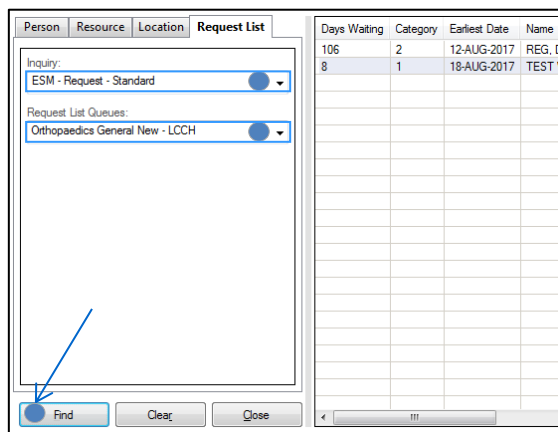 Person Resource Location Request List
Inquiry:
ESM - Request - Standard
Request List Queues:
Orthopaedics General New - LCCH
Find Clear Close
Days Waiting Category Earliest Date Name
106 2 12-AUG-2017 REG,
8 1 18-AUG-2017 TEST